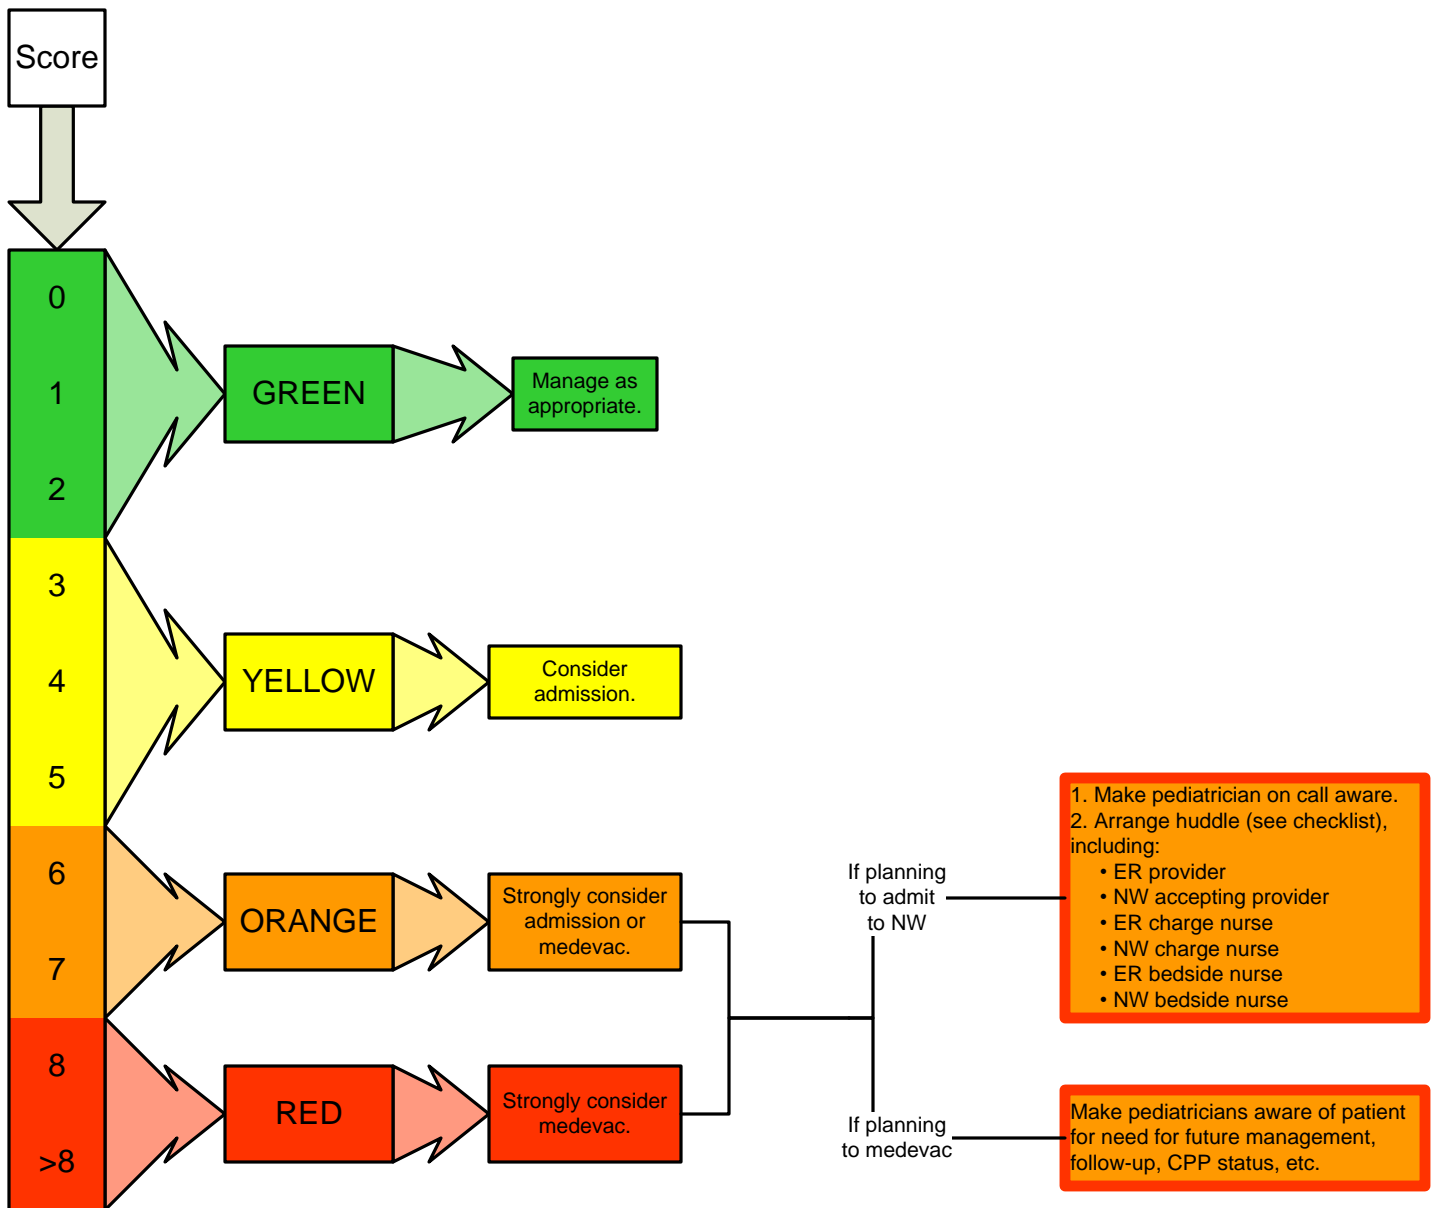 Score
0
1
2
3
4
5
6
7
8
>8
GREEN
Manage as
appropriate.
YELLOW
Consider
admission.
ORANGE
Strongly consider
admission or
medevac.
RED
Strongly consider
medevac.
If planning
to admit
to NW
1. Make pediatrician on call aware.
2. Arrange huddle (see checklist),
including:
• ER provider
• NW accepting provider
• ER charge nurse
• NW charge nurse
• ER bedside nurse
• NW bedside nurse
If planning
to medevac
Make pediatricians aware of patient
for need for future management,
follow-up, CPP status, etc.